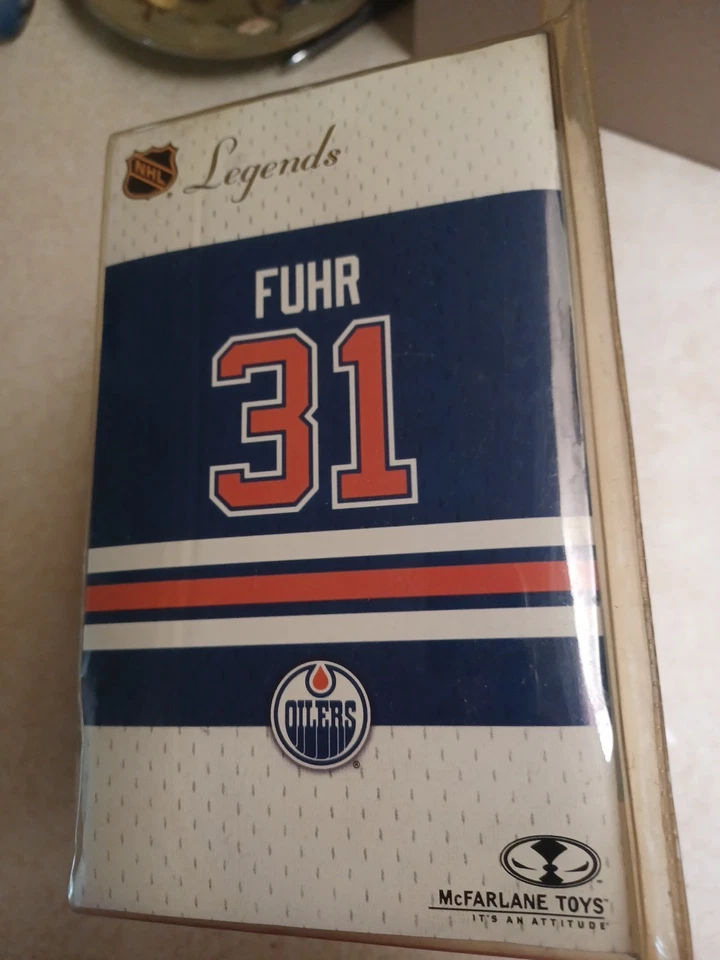 NHL Legends
FUHR
31
OILERS
®
McFARLANE TOYS
IT'S AN ATTITUDE